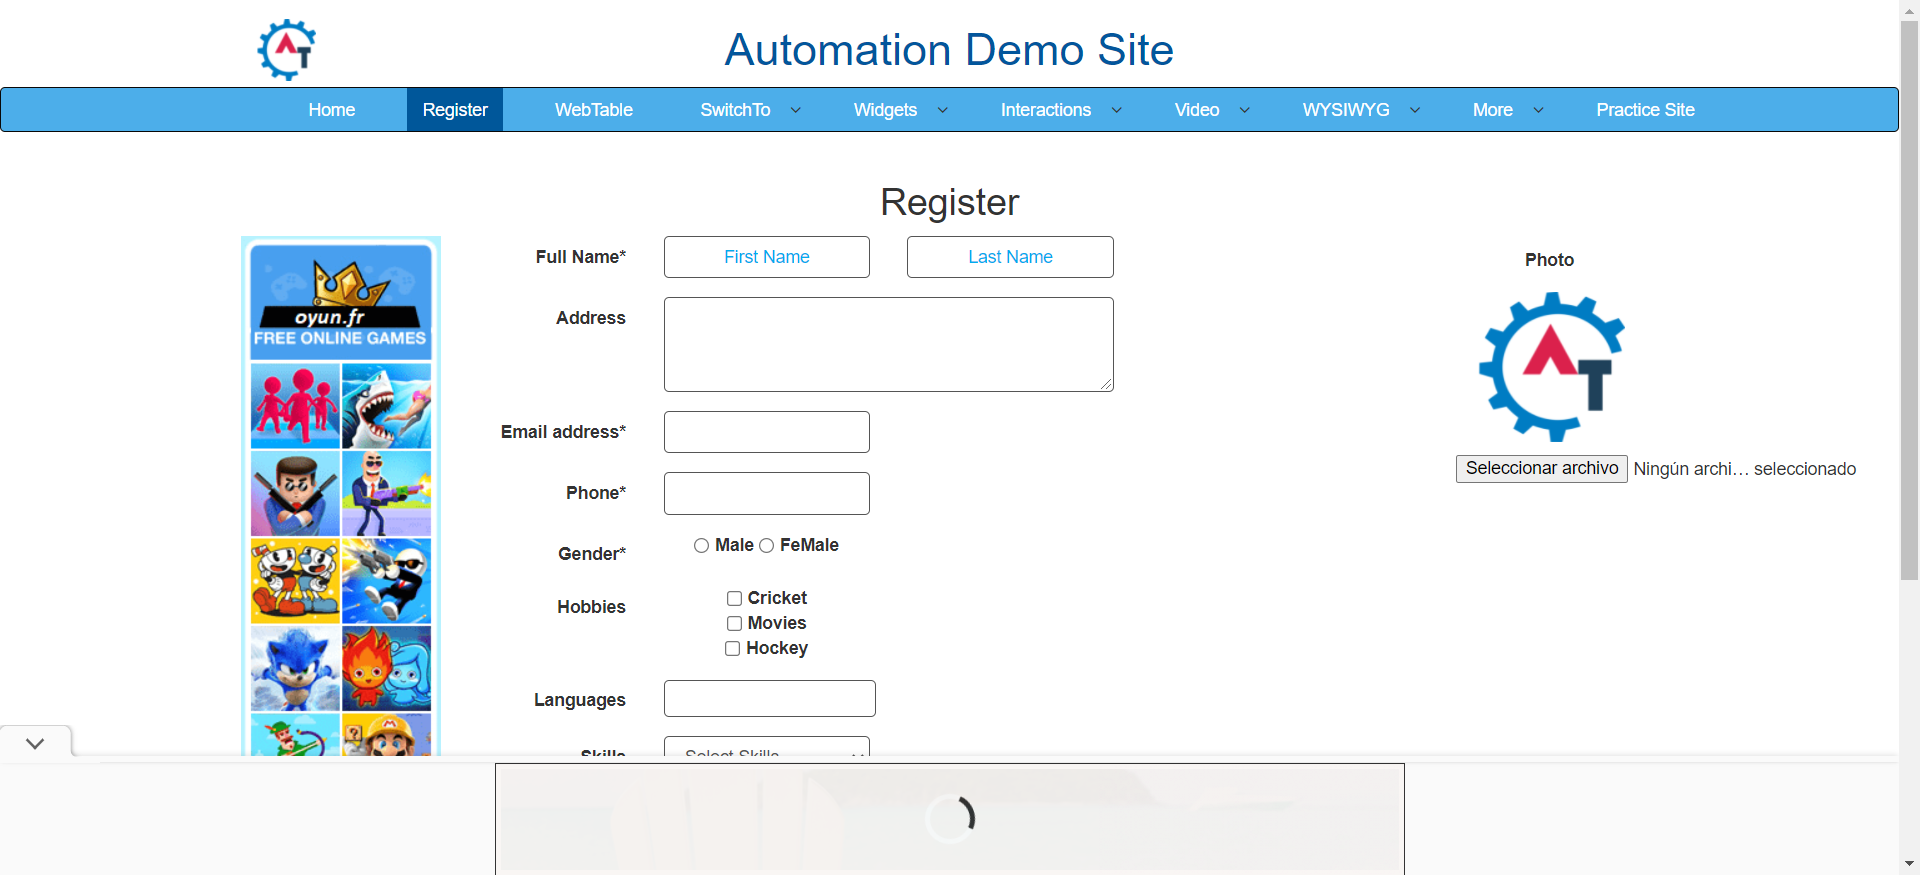 AT
Automation Demo Site
Home Register WebTable SwitchTo Widgets Interactions Video WYSIWYG More Practice Site
Register
oyun.fr
FREE ONLINE GAMES
Full Name* First Name Last Name
Address
Email address*
Phone*
Gender* Male FeMale
Hobbies Cricket
Movies
Hockey
Languages
Skills Select Skills
Photo
AT
Seleccionar archivo Ningún archi… seleccionado